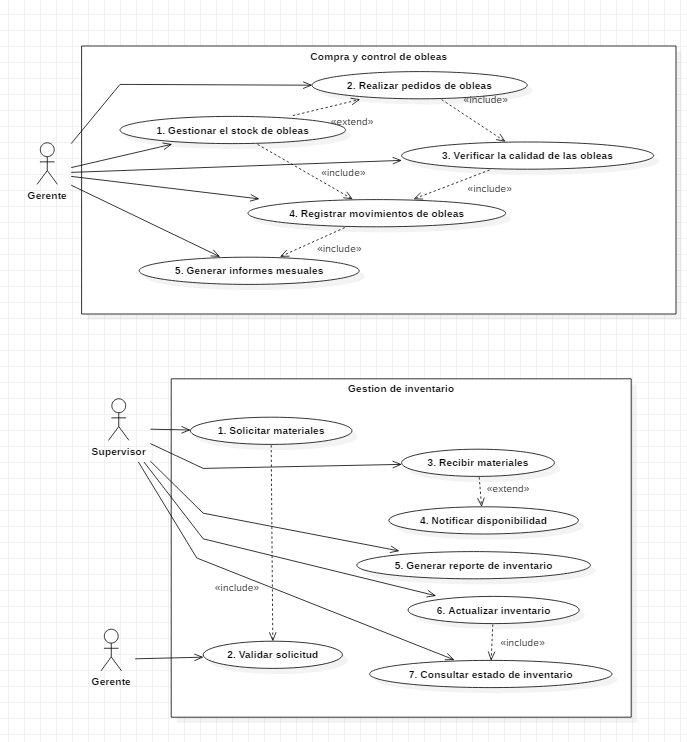 Compra y control de obleas
2. Realizar pedidos de obleas
«include»
«extend»
1. Gestionar el stock de obleas
3. Verificar la calidad de las obleas
«include»
«include»
Gerente
4. Registrar movimientos de obleas
«include»
5. Generar informes mesuales
Gestion de inventario
1. Solicitar materiales
Supervisor
3. Recibir materiales
«extend»
4. Notificar disponibilidad
5. Generar reporte de inventario
«include»
6. Actualizar inventario
«include»
2. Validar solicitud
7. Consultar estado de inventario
Gerente